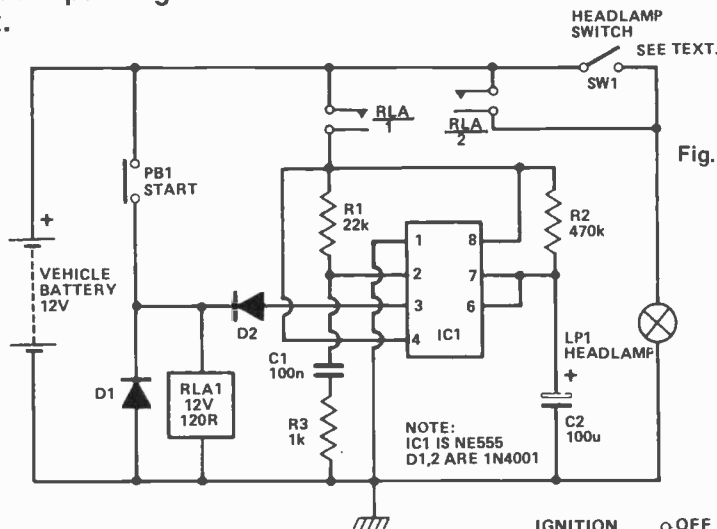 HEADLAMP
SWITCH
SEE TEXT.
SW1
RLA
1
RLA
2
Fig.
PB1
START
R1
22k
R2
470k
+
VEHICLE
BATTERY
12V
1
2
3
4
8
7
6
IC1
D2
D1
RLA1
12V
120R
C1
100n
R3
1k
LP1
HEADLAMP
+
C2
100u
NOTE:
IC1 IS NE555
D1,2 ARE 1N4001
IGNITION
OFF